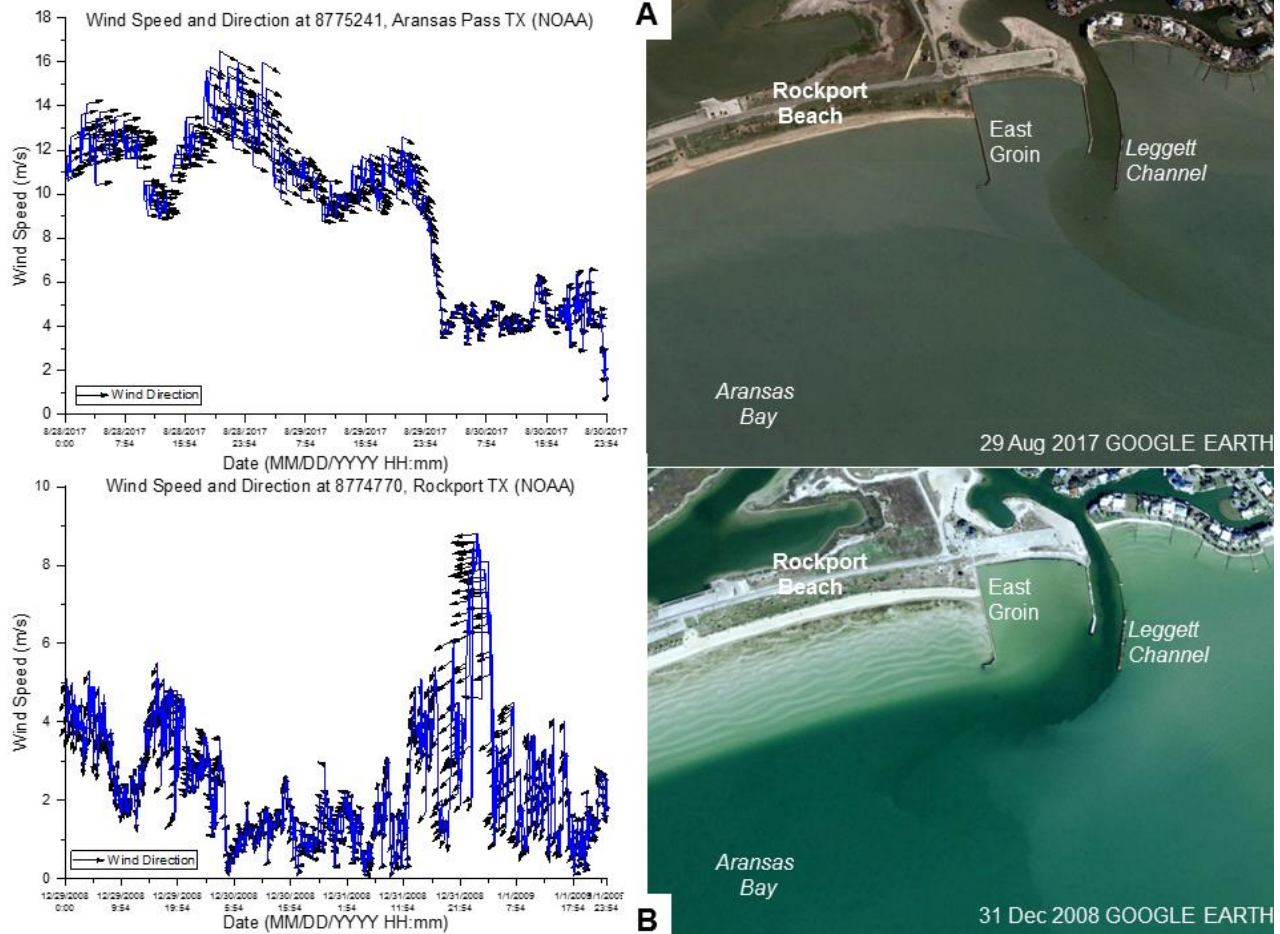 Wind Speed and Direction at 8775241, Aransas Pass TX (NOAA)
18
16
14
12
10
8
6
4
2
0
Wind Speed (m/s)
Wind Direction
8/28/2017 0:00
8/28/2017 7:54
8/28/2017 15:54
8/28/2017 23:54
8/29/2017 7:54
8/29/2017 15:54
8/29/2017 23:54
8/30/2017 7:54
8/30/2017 15:54
8/30/2017 23:54
Date (MM/DD/YYYY HH:mm)
A
Rockport
Beach
East
Groin
Leggett
Channel
Aransas
Bay
29 Aug 2017 GOOGLE EARTH
Wind Speed and Direction at 8774770, Rockport TX (NOAA)
10
8
6
4
2
0
Wind Speed (m/s)
Wind Direction
12/29/2008 0:00
12/29/2008 9:54
12/29/2008 19:54
12/30/2008 5:54
12/30/2008 15:54
12/31/2008 1:54
12/31/2008 11:54
12/31/2008 21:54
1/1/2009 7:54
1/1/2009 17:54
23:54
Date (MM/DD/YYYY HH:mm)
B
Rockport
Beach
East
Groin
Leggett
Channel
Aransas
Bay
31 Dec 2008 GOOGLE EARTH